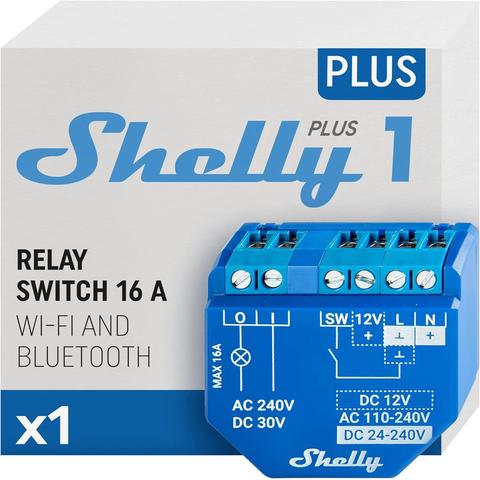 PLUS
Shelly PLUS 1
RELAY
SWITCH 16 A
WI-FI AND
BLUETOOTH
x1
O I SW 12V L N
+ ⊥ +
⊥
MAX 16A
AC 240V
DC 30V
DC 12V
AC 110-240V
DC 24-240V
Shelly